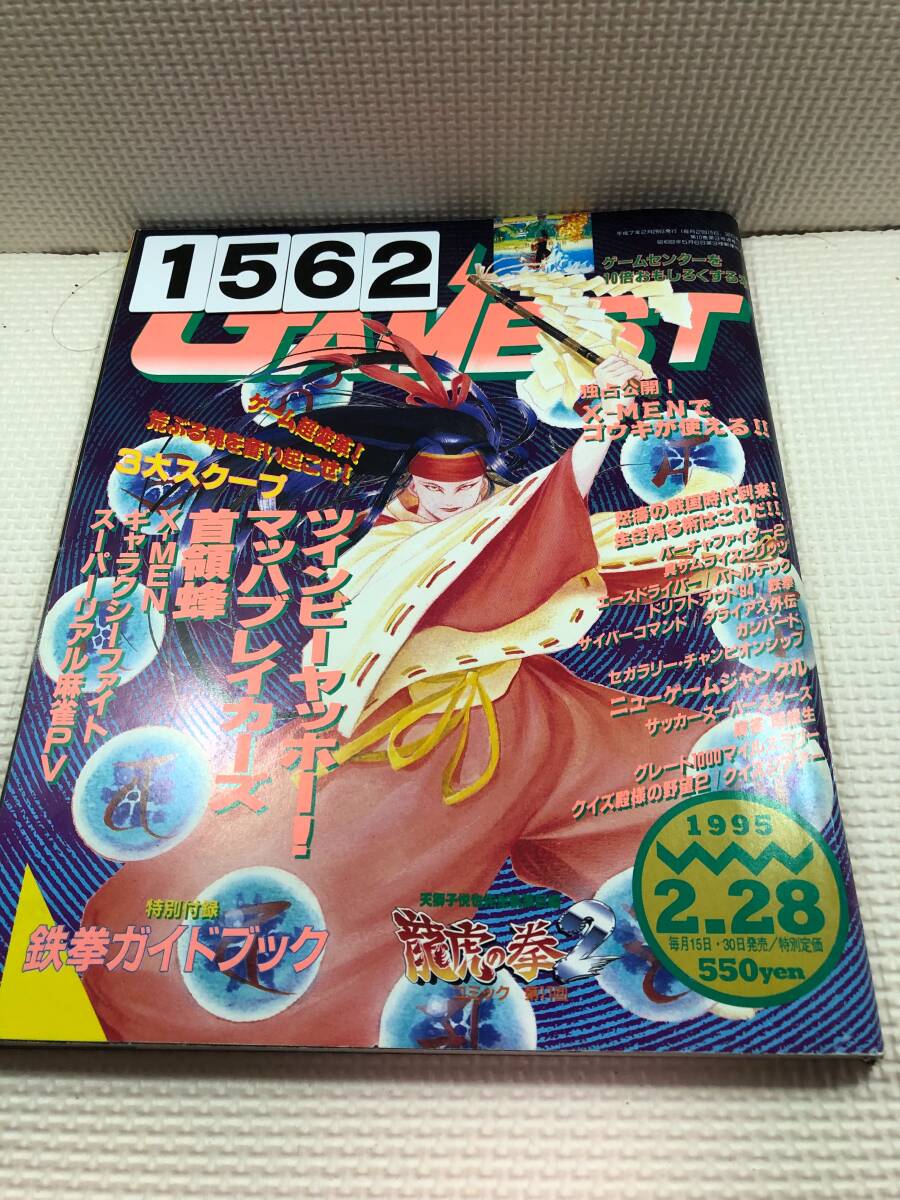 1562
GAMEST
ゲームセンターを
10倍おもしろくする
独占公開!
X-MENで
ゴウキが使える!!
ゲーム超変革!
荒ぶる魂を奮い起こせ!
3大スクープ
ツインビーヤッホー!
マッハブレイカーズ
首領蜂
X-MEN
ギャラクシーファイト
スーパーリアル麻雀PV
怒濤の戦国時代到来!
生き残る術はこれだ!!
バーチャファイター2
真サムライスピリッツ
エースドライバー/バトルテック
ドリフトアウト'94/鉄拳
サイバーコマンド/ダライアス外伝
ガンバード
セガラリー・チャンピオンシップ
ニューゲームジャングル
サッカースーパースターズ
グレート1000マイルスラリー
クイズ殿様の野望2/
1995
2.28
毎月15日・30日発売/特別定価
550yen
特別付録
鉄拳ガイドブック
龍虎の拳2
コミック